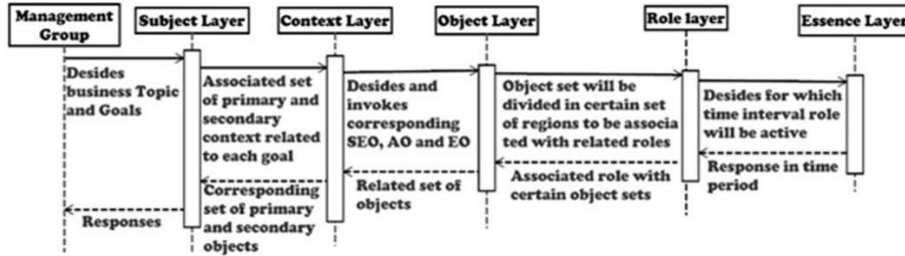 Management
Group
Subject Layer
Context Layer
Object Layer
Role layer
Essence Layer
Desides
business Topic
and Goals
Associated set
of primary and
secondary
context related
to each goal
Desides and
invokes
corresponding
SEO, AO and EO
Object set will be
divided in certain
set of regions to be associa
ted with related roles
Desides for which
time interval role
will be active
Responses
Corresponding
set of primary
and secondary
objects
Related set of
objects
Associated role with
certain object sets
Response in time
period